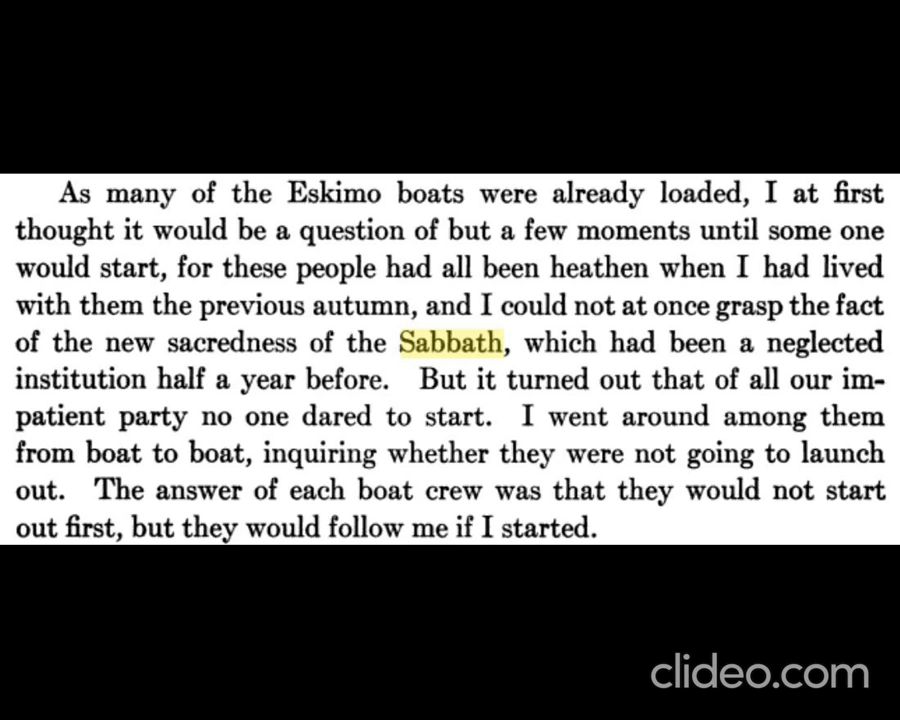 As many of the Eskimo boats were already loaded, I at first
thought it would be a question of but a few moments until some one
would start, for these people had all been heathen when I had lived
with them the previous autumn, and I could not at once grasp the fact
of the new sacredness of the Sabbath, which had been a neglected
institution half a year before. But it turned out that of all our im-
patient party no one dared to start. I went around among them
from boat to boat, inquiring whether they were not going to launch
out. The answer of each boat crew was that they would not start
out first, but they would follow me if I started.
clideo.com